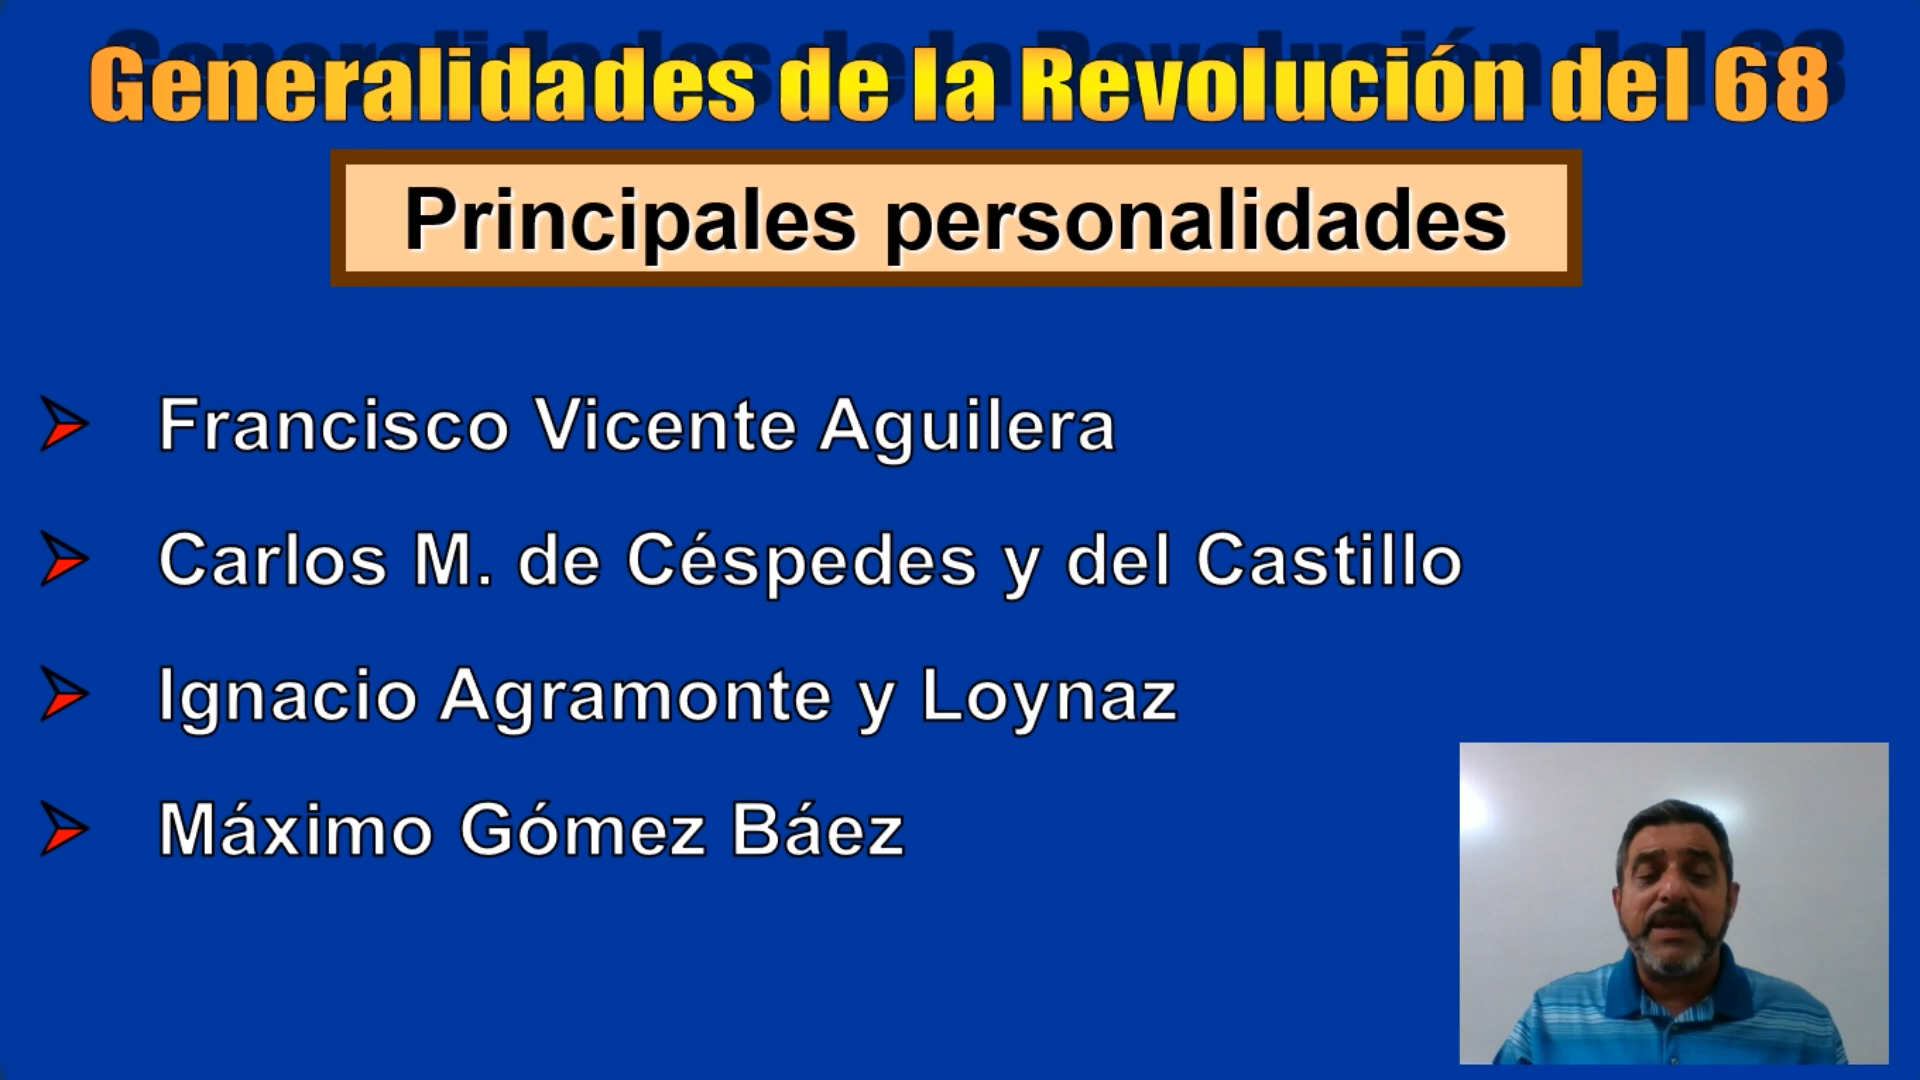 Generalidades de la Revolución del 68
Principales personalidades
Francisco Vicente Aguilera
Carlos M. de Céspedes y del Castillo
Ignacio Agramonte y Loynaz
Máximo Gómez Báez